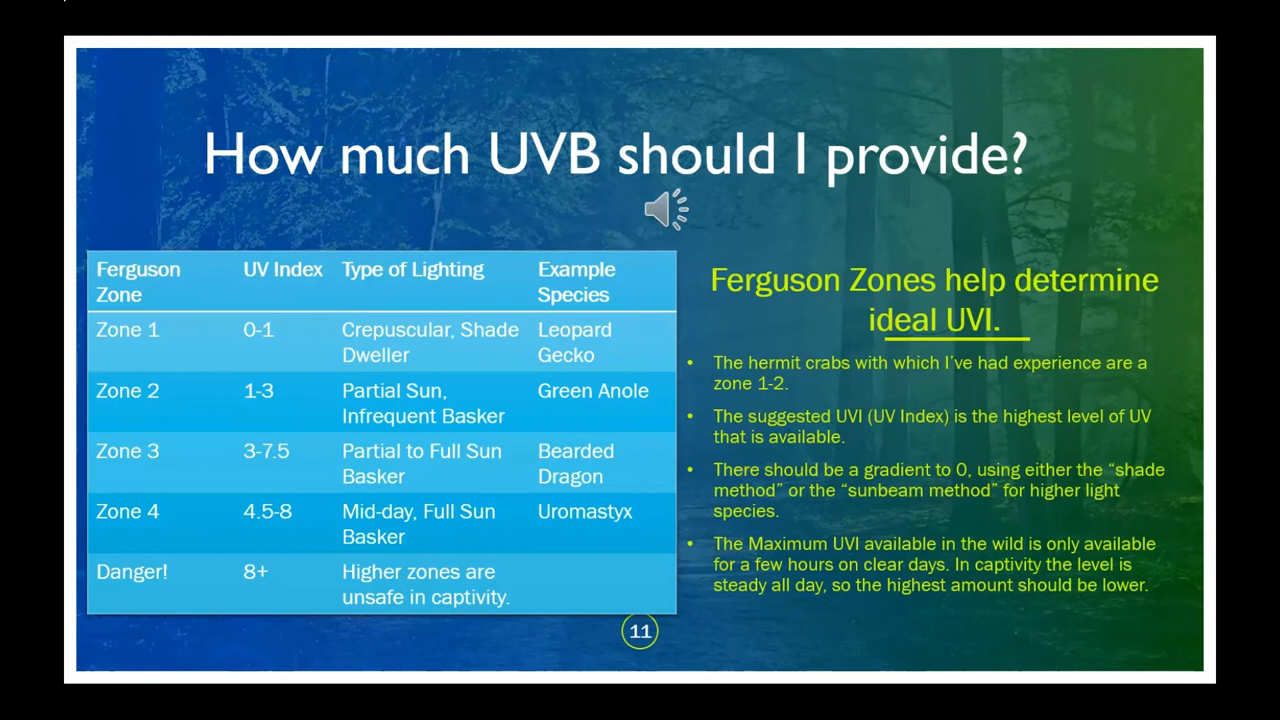 How much UVB should I provide?
Ferguson Zone UV Index Type of Lighting Example Species
Zone 1 0-1 Crepuscular, Shade Dweller Leopard Gecko
Zone 2 1-3 Partial Sun, Infrequent Basker Green Anole
Zone 3 3-7.5 Partial to Full Sun Basker Bearded Dragon
Zone 4 4.5-8 Mid-day, Full Sun Basker Uromastyx
Danger! 8+ Higher zones are unsafe in captivity.
Ferguson Zones help determine
ideal UVI.
• The hermit crabs with which I've had experience are a
zone 1-2.
• The suggested UVI (UV Index) is the highest level of UV
that is available.
• There should be a gradient to 0, using either the “shade
method” or the “sunbeam method” for higher light
species.
• The Maximum UVI available in the wild is only available
for a few hours on clear days. In captivity the level is
steady all day, so the highest amount should be lower.
11